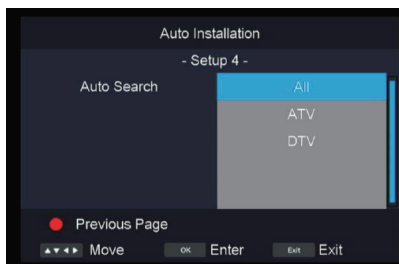 Auto Installation
- Setup 4 -
Auto Search All
ATV
DTV
Previous Page
Move OK Enter Exit Exit